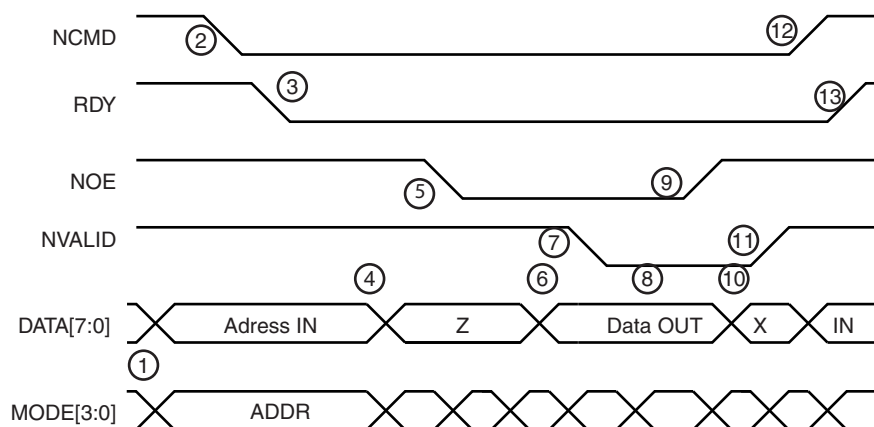 NCMD 2 12
RDY 3 13
NOE 5 9
NVALID 7 11
4 6 8 10
DATA[7:0] Adress IN Z Data OUT X IN
1
MODE[3:0] ADDR